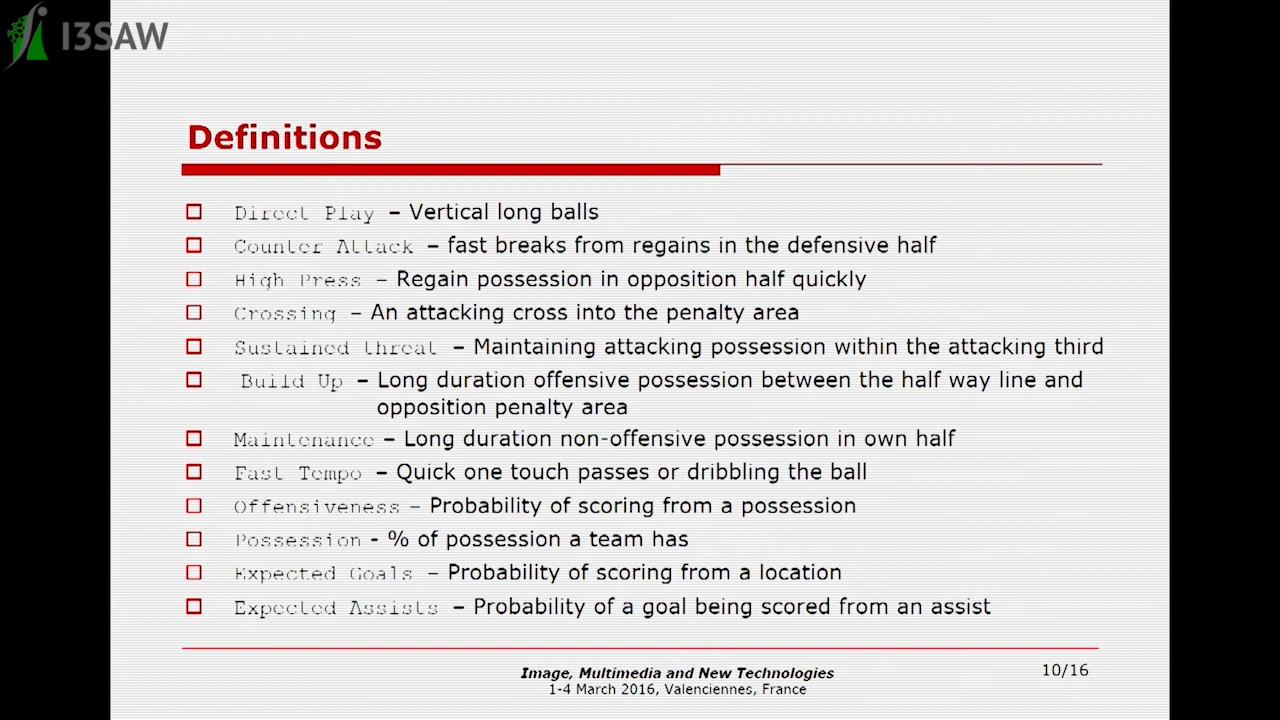 I3SAW
Definitions
Direct Play – Vertical long balls
Counter Attack – fast breaks from regains in the defensive half
High Press – Regain possession in opposition half quickly
Crossing – An attacking cross into the penalty area
Sustained threat – Maintaining attacking possession within the attacking third
Build Up – Long duration offensive possession between the half way line and
opposition penalty area
Maintenance – Long duration non-offensive possession in own half
Fast Tempo – Quick one touch passes or dribbling the ball
Offensiveness – Probability of scoring from a possession
Possession - % of possession a team has
Expected Goals – Probability of scoring from a location
Expected Assists – Probability of a goal being scored from an assist
Image, Multimedia and New Technologies
1-4 March 2016, Valenciennes, France
10/16